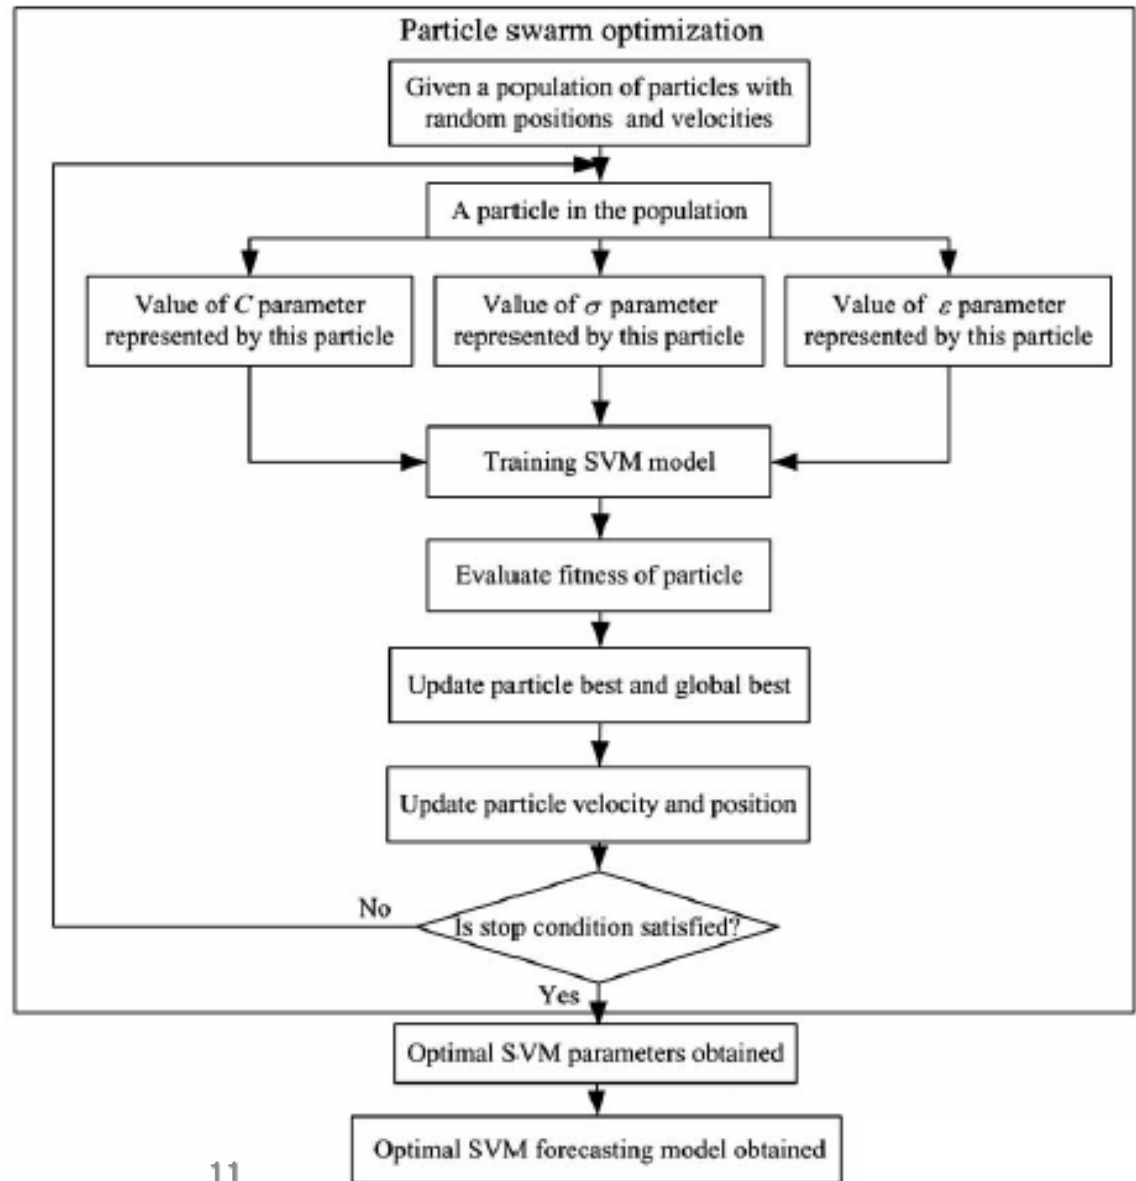 Particle swarm optimization
Given a population of particles with
random positions and velocities
A particle in the population
Value of C parameter
represented by this particle
Value of σ parameter
represented by this particle
Value of ε parameter
represented by this particle
Training SVM model
Evaluate fitness of particle
Update particle best and global best
Update particle velocity and position
No
Is stop condition satisfied?
Yes
Optimal SVM parameters obtained
Optimal SVM forecasting model obtained
11